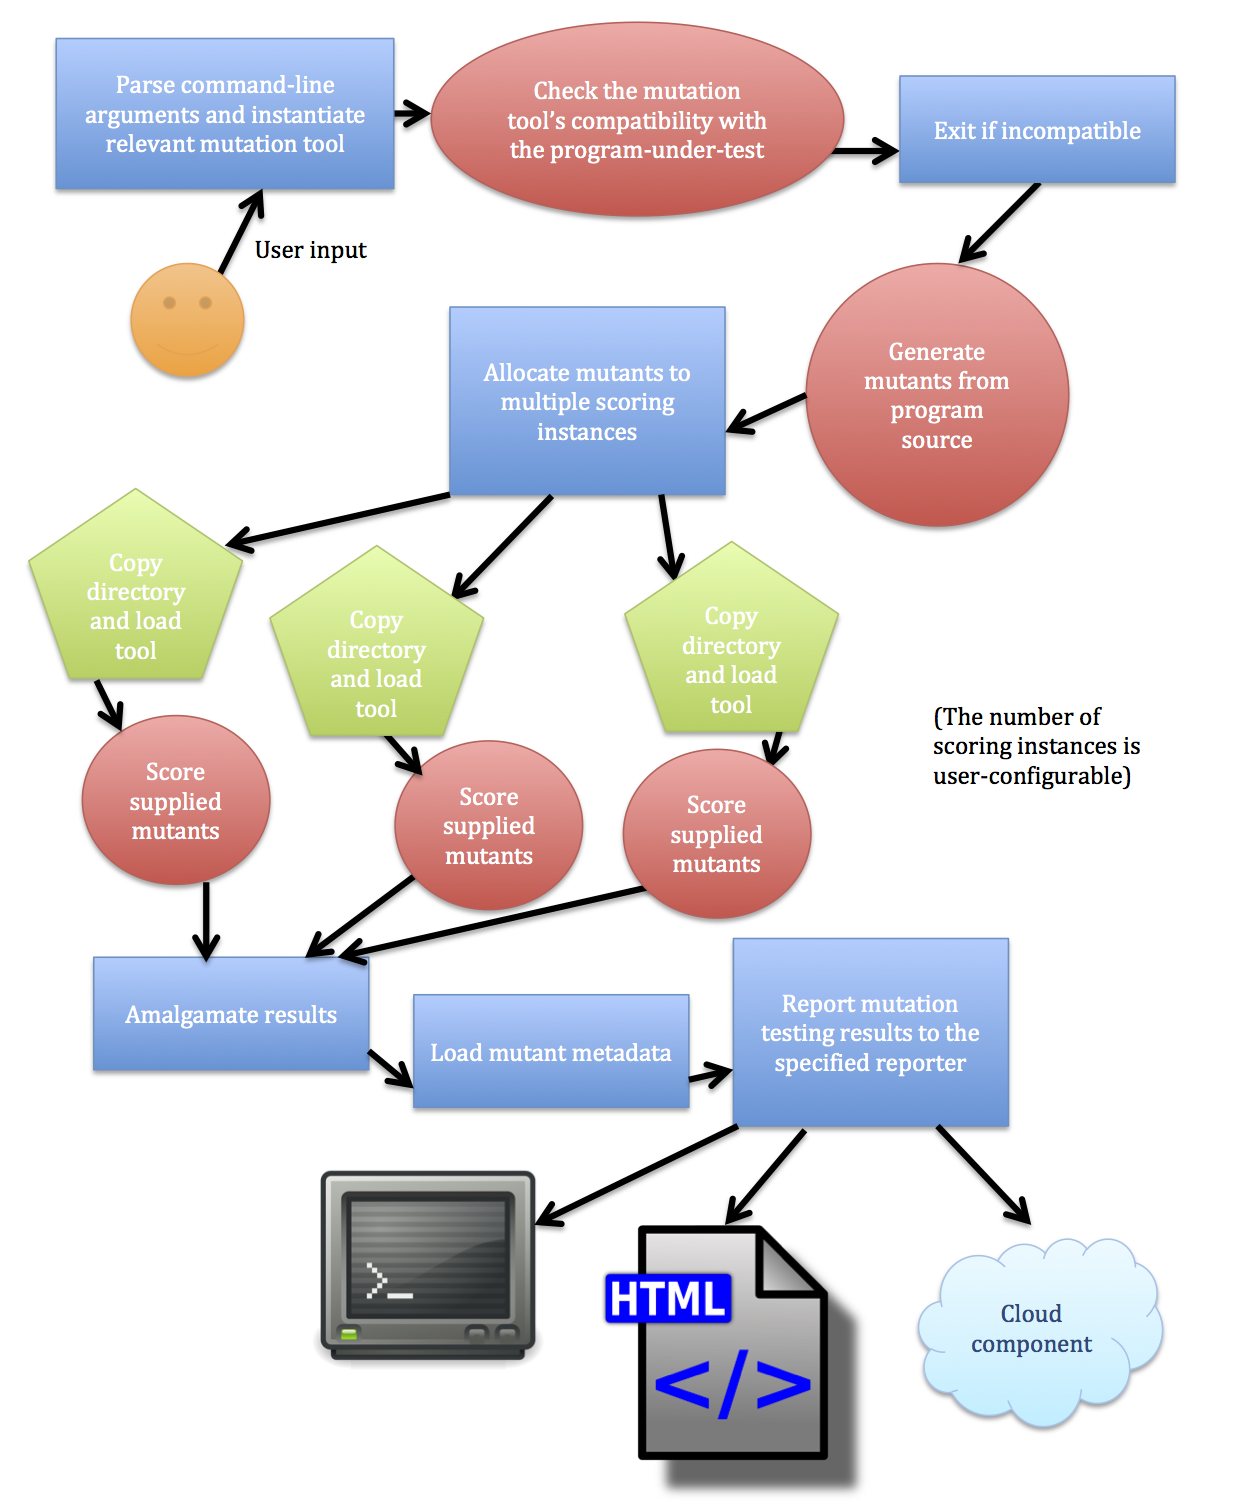 Parse command-line
arguments and instantiate
relevant mutation tool
Check the mutation
tool's compatibility with
the program-under-test
Exit if incompatible
User input
Generate
mutants from
program
source
Allocate mutants to
multiple scoring
instances
Copy
directory
and load
tool
Copy
directory
and load
tool
Copy
directory
and load
tool
(The number of
scoring instances is
user-configurable)
Score
supplied
mutants
Score
supplied
mutants
Score
supplied
mutants
Amalgamate results
Load mutant metadata
Report mutation
testing results to the
specified reporter
>_
HTML
</>
Cloud
component